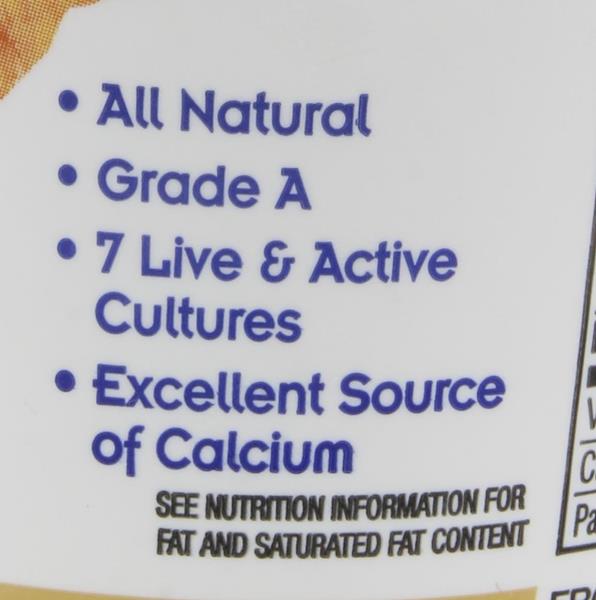 • All Natural
• Grade A
• 7 Live & Active
Cultures
• Excellent Source
of Calcium
SEE NUTRITION INFORMATION FOR
FAT AND SATURATED FAT CONTENT